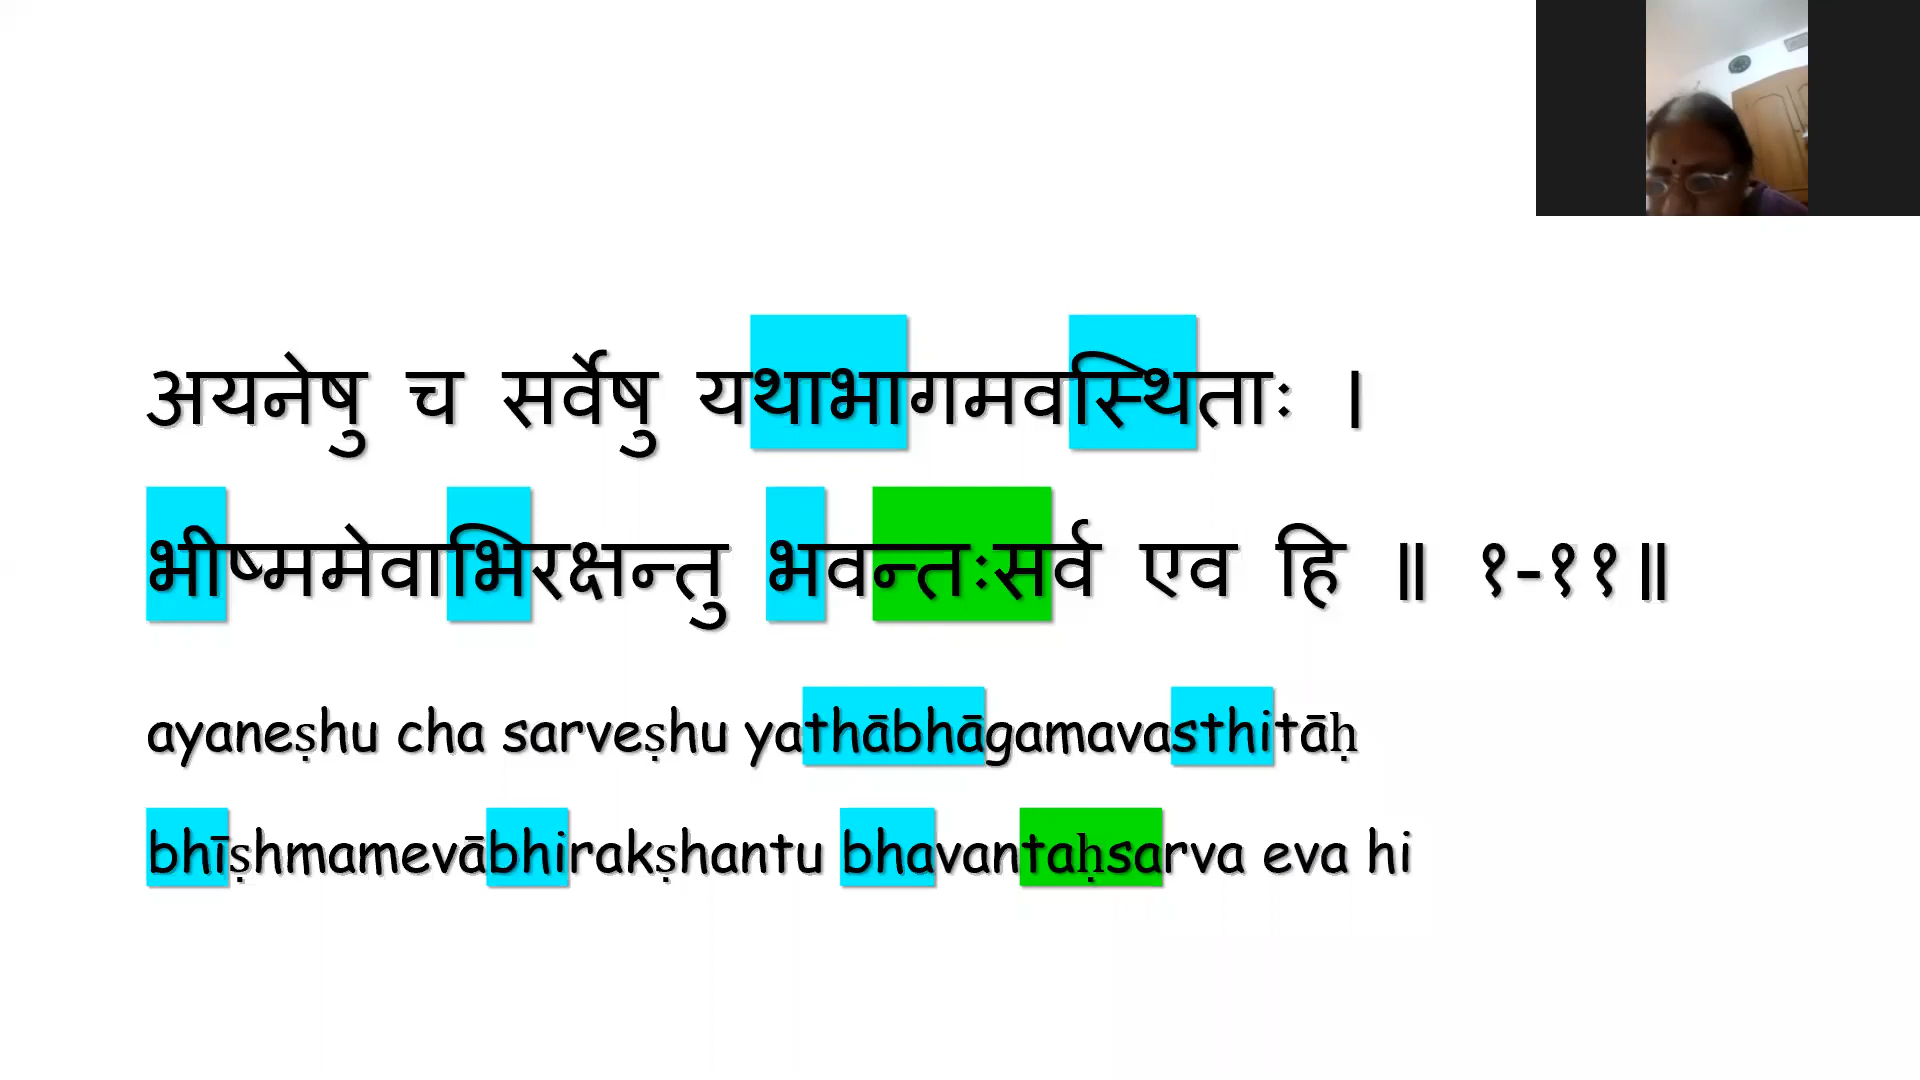 अयनेषु च सर्वेषु यथाभागमवस्थिताः ।
भीष्ममेवाभिरक्षन्तु भवन्तःसर्व एव हि ॥ १-११॥
ayaneṣhu cha sarveṣhu yathābhāgamavasthitāḥ
bhīṣhmamevābhirakṣhantu bhavantaḥsarva eva hi